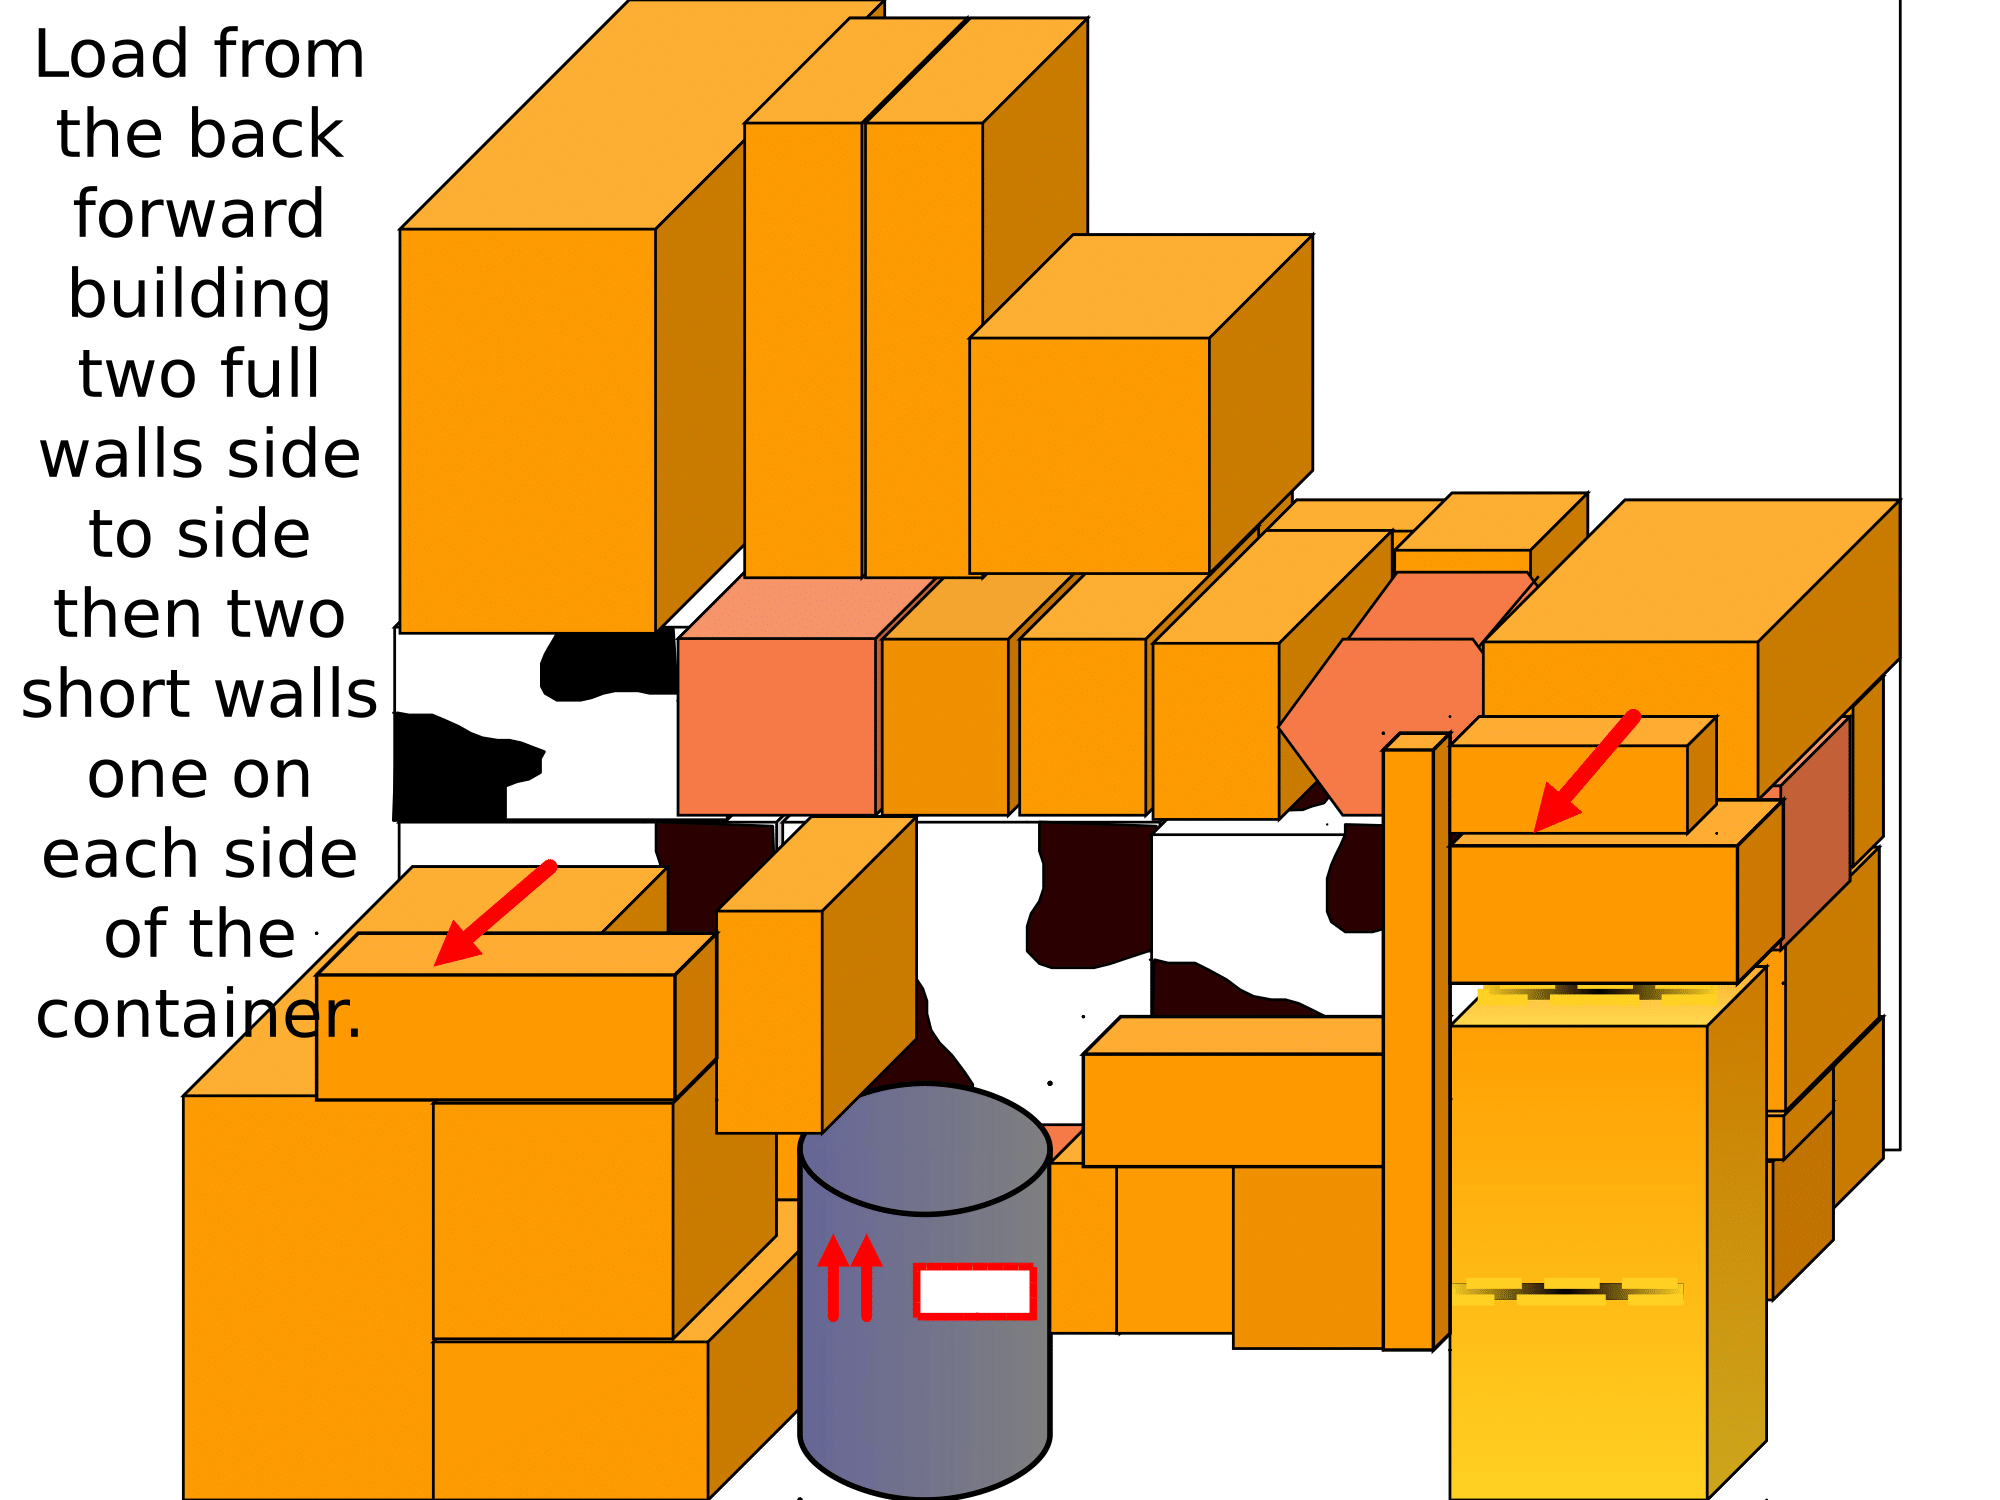 Load from
the back
forward
building
two full
walls side
to side
then two
short walls
one on
each side
of the
container.